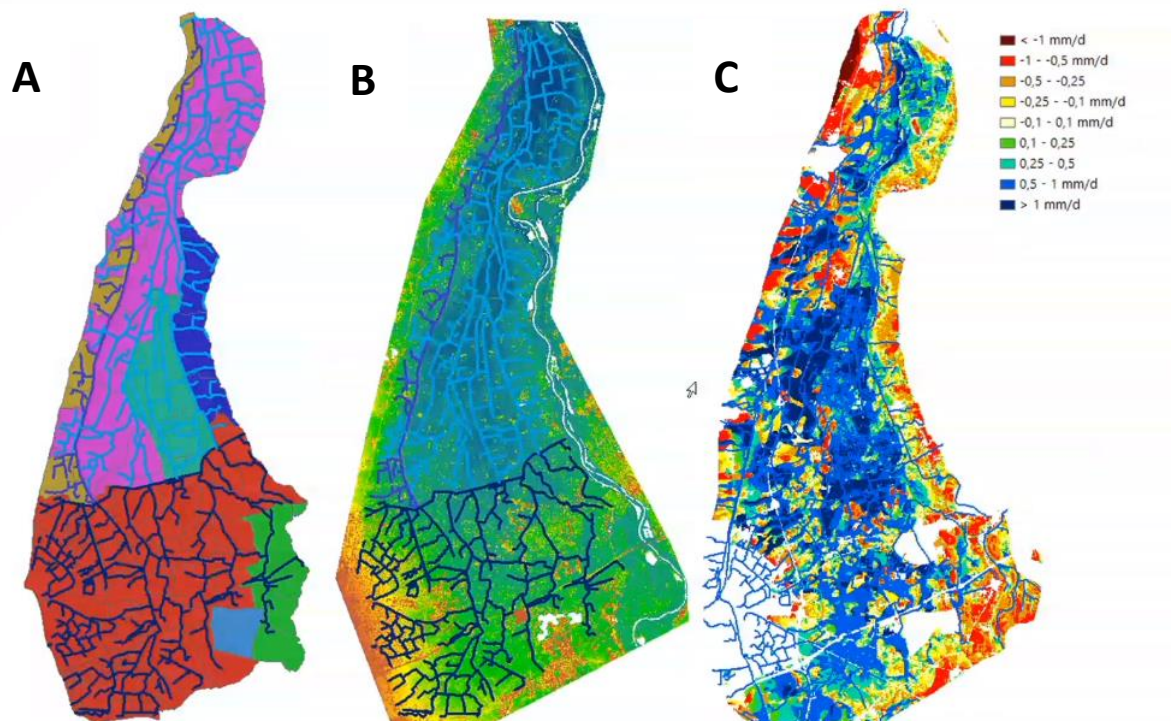 A
B
C
< -1 mm/d
-1 - -0,5 mm/d
-0,5 - -0,25
-0,25 - -0,1 mm/d
-0,1 - 0,1 mm/d
0,1 - 0,25
0,25 - 0,5
0,5 - 1 mm/d
> 1 mm/d